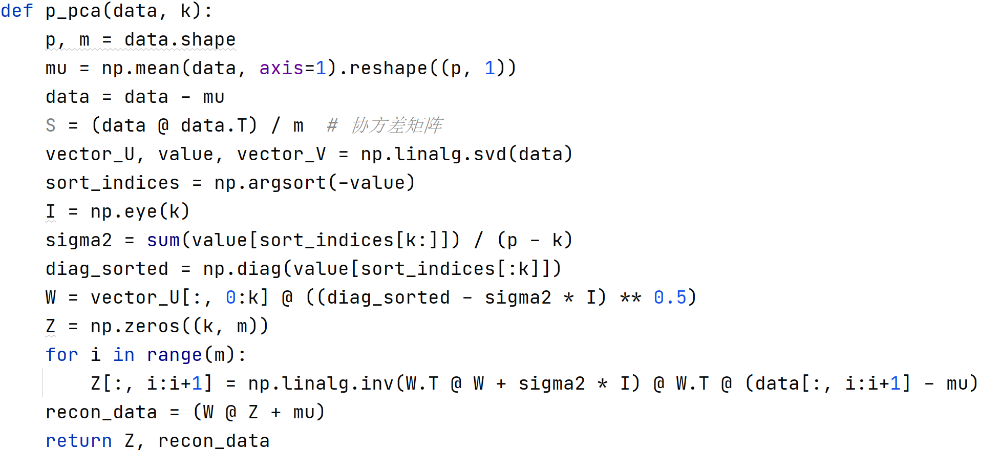 def p_pca(data, k):
    p, m = data.shape
    mu = np.mean(data, axis=1).reshape((p, 1))
    data = data - mu
    S = (data @ data.T) / m  # 协方差矩阵
    vector_U, value, vector_V = np.linalg.svd(data)
    sort_indices = np.argsort(-value)
    I = np.eye(k)
    sigma2 = sum(value[sort_indices[k:]]) / (p - k)
    diag_sorted = np.diag(value[sort_indices[:k]])
    W = vector_U[:, 0:k] @ ((diag_sorted - sigma2 * I) ** 0.5)
    Z = np.zeros((k, m))
    for i in range(m):
        Z[:, i:i+1] = np.linalg.inv(W.T @ W + sigma2 * I) @ W.T @ (data[:, i:i+1] - mu)
    recon_data = (W @ Z + mu)
    return Z, recon_data